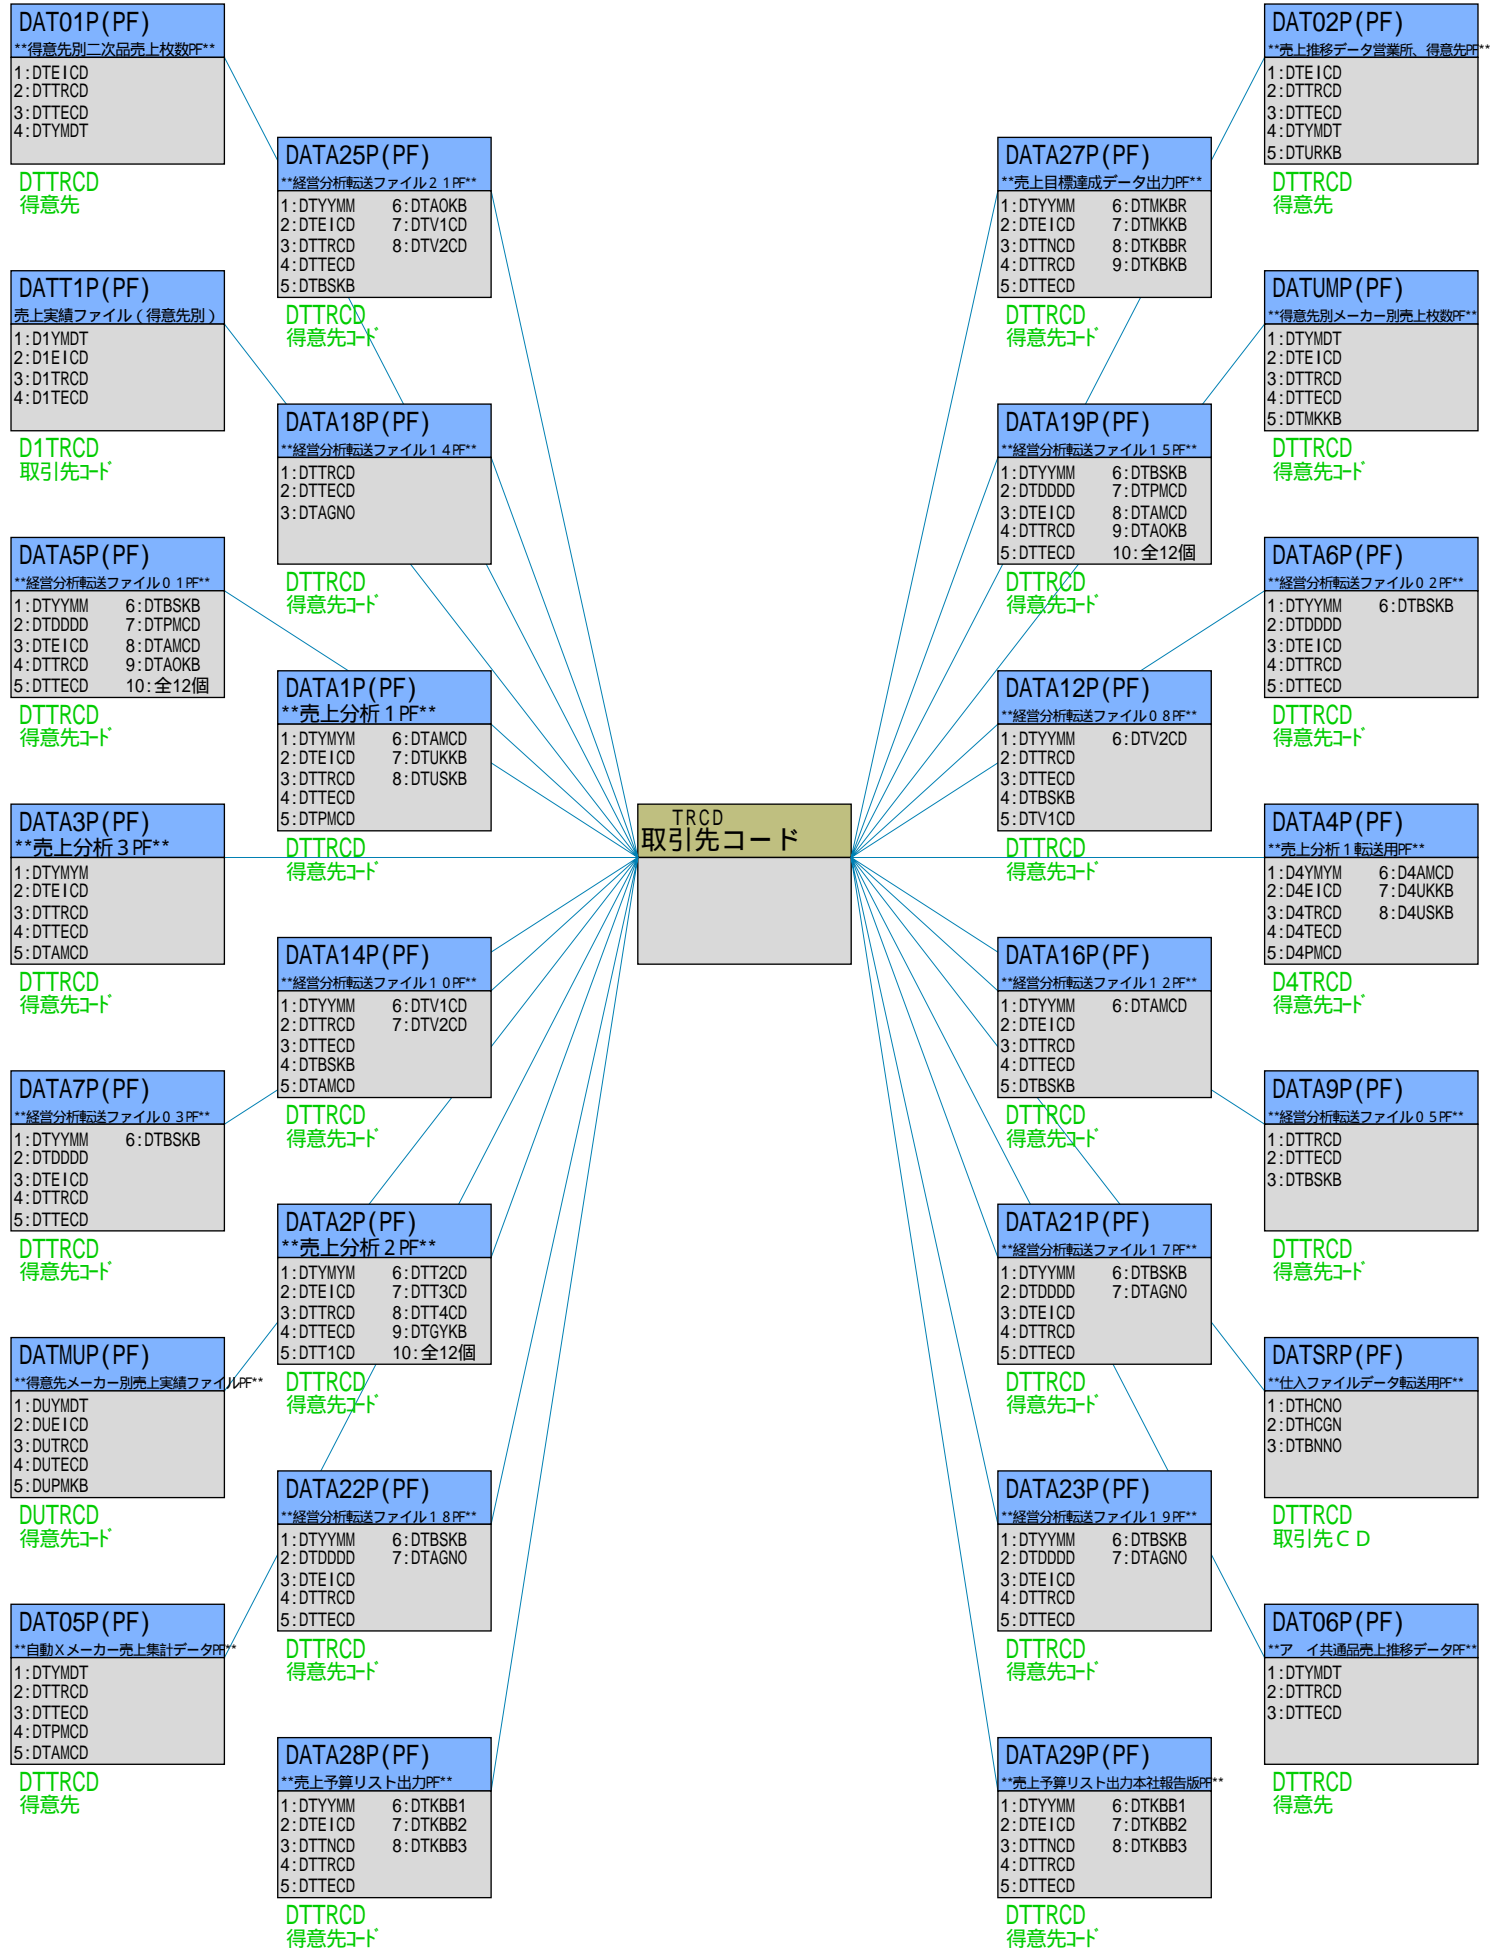 DAT01P(PF)
**得意先別二次品売上枚数PF**
1:DTEICD
2:DTTRCD
3:DTTECD
4:DTYMDT
DTTRCD
得意先
DATT1P(PF)
売上実績ファイル（得意先別）
1:D1YMDT
2:D1EICD
3:D1TRCD
4:D1TECD
D1TRCD
取引先ｺｰﾄﾞ
DATA5P(PF)
**経営分析転送ファイル０１PF**
1:DTYYMM 6:DTBSKB
2:DTDDDD 7:DTPMCD
3:DTEICD 8:DTAMCD
4:DTTRCD 9:DTAOKB
5:DTTECD 10:全12個
DTTRCD
得意先ｺｰﾄﾞ
DATA3P(PF)
**売上分析３PF**
1:DTYMYM
2:DTEICD
3:DTTRCD
4:DTTECD
5:DTAMCD
DTTRCD
得意先ｺｰﾄﾞ
DATA7P(PF)
**経営分析転送ファイル０３PF**
1:DTYYMM 6:DTBSKB
2:DTDDDD
3:DTEICD
4:DTTRCD
5:DTTECD
DTTRCD
得意先ｺｰﾄﾞ
DATMUP(PF)
**得意先メーカー別売上実績ファイルPF**
1:DUYMDT
2:DUEICD
3:DUTRCD
4:DUTECD
5:DUPMKB
DUTRCD
得意先ｺｰﾄﾞ
DAT05P(PF)
**自動Ｘメーカー売上集計データPF**
1:DTYMDT
2:DTTRCD
3:DTTECD
4:DTPMCD
5:DTAMCD
DTTRCD
得意先
DATA25P(PF)
**経営分析転送ファイル２１PF**
1:DTYYMM 6:DTAOKB
2:DTEICD 7:DTV1CD
3:DTTRCD 8:DTV2CD
4:DTTECD
5:DTBSKB
DTTRCD
得意先ｺｰﾄﾞ
DATA18P(PF)
**経営分析転送ファイル１４PF**
1:DTTRCD
2:DTTECD
3:DTAGNO
DTTRCD
得意先ｺｰﾄﾞ
DATA1P(PF)
**売上分析１PF**
1:DTYMYM 6:DTAMCD
2:DTEICD 7:DTUKKB
3:DTTRCD 8:DTUSKB
4:DTTECD
5:DTPMCD
DTTRCD
得意先ｺｰﾄﾞ
DATA14P(PF)
**経営分析転送ファイル１０PF**
1:DTYYMM 6:DTV1CD
2:DTTRCD 7:DTV2CD
3:DTTECD
4:DTBSKB
5:DTAMCD
DTTRCD
得意先ｺｰﾄﾞ
DATA2P(PF)
**売上分析２PF**
1:DTYMYM 6:DTT2CD
2:DTEICD 7:DTT3CD
3:DTTRCD 8:DTT4CD
4:DTTECD 9:DTGYKB
5:DTT1CD 10:全12個
DTTRCD
得意先ｺｰﾄﾞ
DATA22P(PF)
**経営分析転送ファイル１８PF**
1:DTYYMM 6:DTBSKB
2:DTDDDD 7:DTAGNO
3:DTEICD
4:DTTRCD
5:DTTECD
DTTRCD
得意先ｺｰﾄﾞ
DATA28P(PF)
**売上予算リスト出力PF**
1:DTYYMM 6:DTKBB1
2:DTEICD 7:DTKBB2
3:DTTNCD 8:DTKBB3
4:DTTRCD
5:DTTECD
DTTRCD
得意先ｺｰﾄﾞ
TRCD
取引先コード
DATA27P(PF)
**売上目標達成データ出力PF**
1:DTYYMM 6:DTMKBR
2:DTEICD 7:DTMKKB
3:DTTNCD 8:DTKBBR
4:DTTRCD 9:DTKBKB
5:DTTECD
DTTRCD
得意先ｺｰﾄﾞ
DATA19P(PF)
**経営分析転送ファイル１５PF**
1:DTYYMM 6:DTBSKB
2:DTDDDD 7:DTPMCD
3:DTEICD 8:DTAMCD
4:DTTRCD 9:DTAOKB
5:DTTECD 10:全12個
DTTRCD
得意先ｺｰﾄﾞ
DATA12P(PF)
**経営分析転送ファイル０８PF**
1:DTYYMM 6:DTV2CD
2:DTTRCD
3:DTTECD
4:DTBSKB
5:DTV1CD
DTTRCD
得意先ｺｰﾄﾞ
DATA16P(PF)
**経営分析転送ファイル１２PF**
1:DTYYMM 6:DTAMCD
2:DTEICD
3:DTTRCD
4:DTTECD
5:DTBSKB
DTTRCD
得意先ｺｰﾄﾞ
DATA21P(PF)
**経営分析転送ファイル１７PF**
1:DTYYMM 6:DTBSKB
2:DTDDDD 7:DTAGNO
3:DTEICD
4:DTTRCD
5:DTTECD
DTTRCD
得意先ｺｰﾄﾞ
DATA23P(PF)
**経営分析転送ファイル１９PF**
1:DTYYMM 6:DTBSKB
2:DTDDDD 7:DTAGNO
3:DTEICD
4:DTTRCD
5:DTTECD
DTTRCD
得意先ｺｰﾄﾞ
DATA29P(PF)
**売上予算リスト出力本社報告版PF**
1:DTYYMM 6:DTKBB1
2:DTEICD 7:DTKBB2
3:DTTNCD 8:DTKBB3
4:DTTRCD
5:DTTECD
DTTRCD
得意先ｺｰﾄﾞ
DAT02P(PF)
**売上推移データ営業所、得意先PF**
1:DTEICD
2:DTTRCD
3:DTTECD
4:DTYMDT
5:DTURKB
DTTRCD
得意先
DATUMP(PF)
**得意先別メーカー別売上枚数PF**
1:DTYMDT
2:DTEICD
3:DTTRCD
4:DTTECD
5:DTMKKB
DTTRCD
得意先ｺｰﾄﾞ
DATA6P(PF)
**経営分析転送ファイル０２PF**
1:DTYYMM 6:DTBSKB
2:DTDDDD
3:DTEICD
4:DTTRCD
5:DTTECD
DTTRCD
得意先ｺｰﾄﾞ
DATA4P(PF)
**売上分析１転送用PF**
1:D4YMYM 6:D4AMCD
2:D4EICD 7:D4UKKB
3:D4TRCD 8:D4USKB
4:D4TECD
5:D4PMCD
D4TRCD
得意先ｺｰﾄﾞ
DATA9P(PF)
**経営分析転送ファイル０５PF**
1:DTTRCD
2:DTTECD
3:DTBSKB
DTTRCD
得意先ｺｰﾄﾞ
DATSRP(PF)
**仕入ファイルデータ転送用PF**
1:DTHCNO
2:DTHCGN
3:DTBNNO
DTTRCD
取引先ＣＤ
DAT06P(PF)
**ア　イ共通品売上推移データPF**
1:DTYMDT
2:DTTRCD
3:DTTECD
DTTRCD
得意先